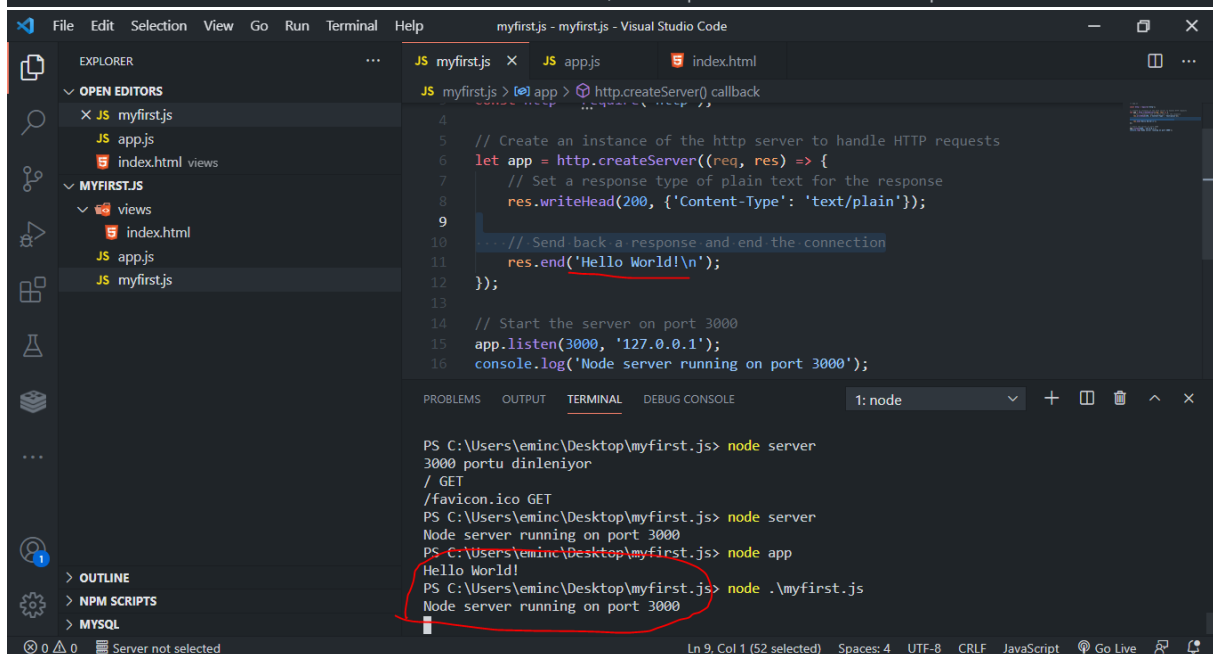 File Edit Selection View Go Run Terminal Help myfirst.js - myfirst.js - Visual Studio Code
EXPLORER
OPEN EDITORS
JS myfirst.js
JS app.js
index.html views
MYFIRST.JS
views
index.html
JS app.js
JS myfirst.js
OUTLINE
NPM SCRIPTS
MYSQL
JS myfirst.js JS app.js index.html
JS myfirst.js > app > http.createServer() callback
4
5 // Create an instance of the http server to handle HTTP requests
6 let app = http.createServer((req, res) => {
7 // Set a response type of plain text for the response
8 res.writeHead(200, {'Content-Type': 'text/plain'});
9
10 ····// Send·back·a·response·and·end·the·connection
11 res.end('Hello World!\n');
12 });
13
14 // Start the server on port 3000
15 app.listen(3000, '127.0.0.1');
16 console.log('Node server running on port 3000');
PROBLEMS OUTPUT TERMINAL DEBUG CONSOLE 1: node
PS C:\Users\eminc\Desktop\myfirst.js> node server
3000 portu dinleniyor
/ GET
/favicon.ico GET
PS C:\Users\eminc\Desktop\myfirst.js> node server
Node server running on port 3000
PS C:\Users\eminc\Desktop\myfirst.js> node app
Hello World!
PS C:\Users\eminc\Desktop\myfirst.js> node .\myfirst.js
Node server running on port 3000
1
0 0 Server not selected Ln 9, Col 1 (52 selected) Spaces: 4 UTF-8 CRLF JavaScript Go Live